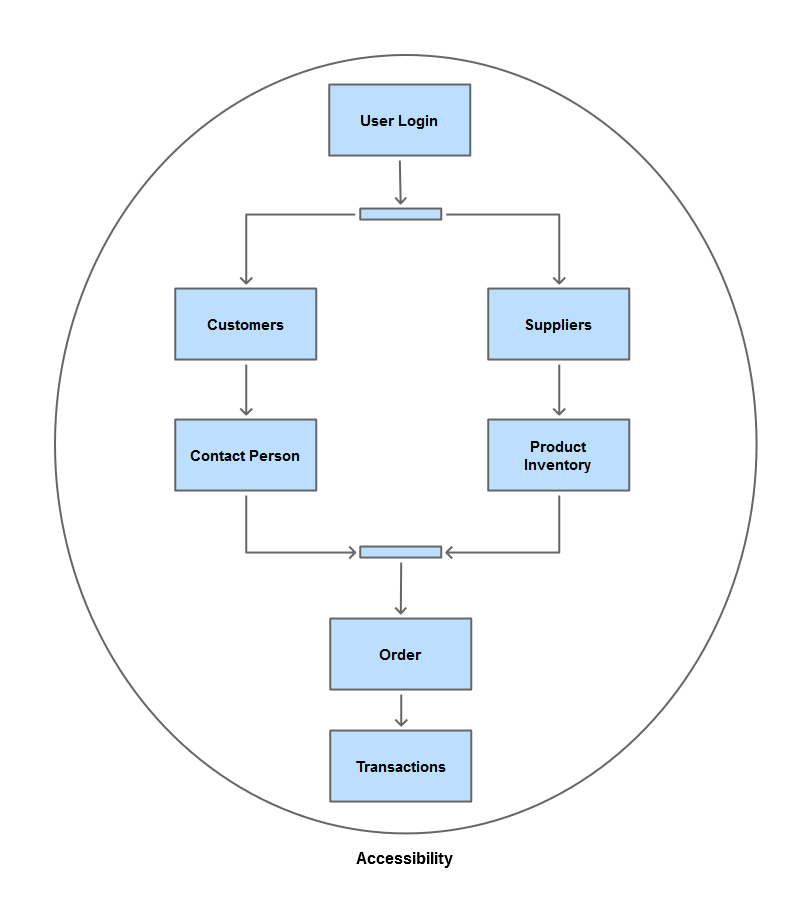 User Login
Customers
Suppliers
Contact Person
Product
Inventory
Order
Transactions
Accessibility